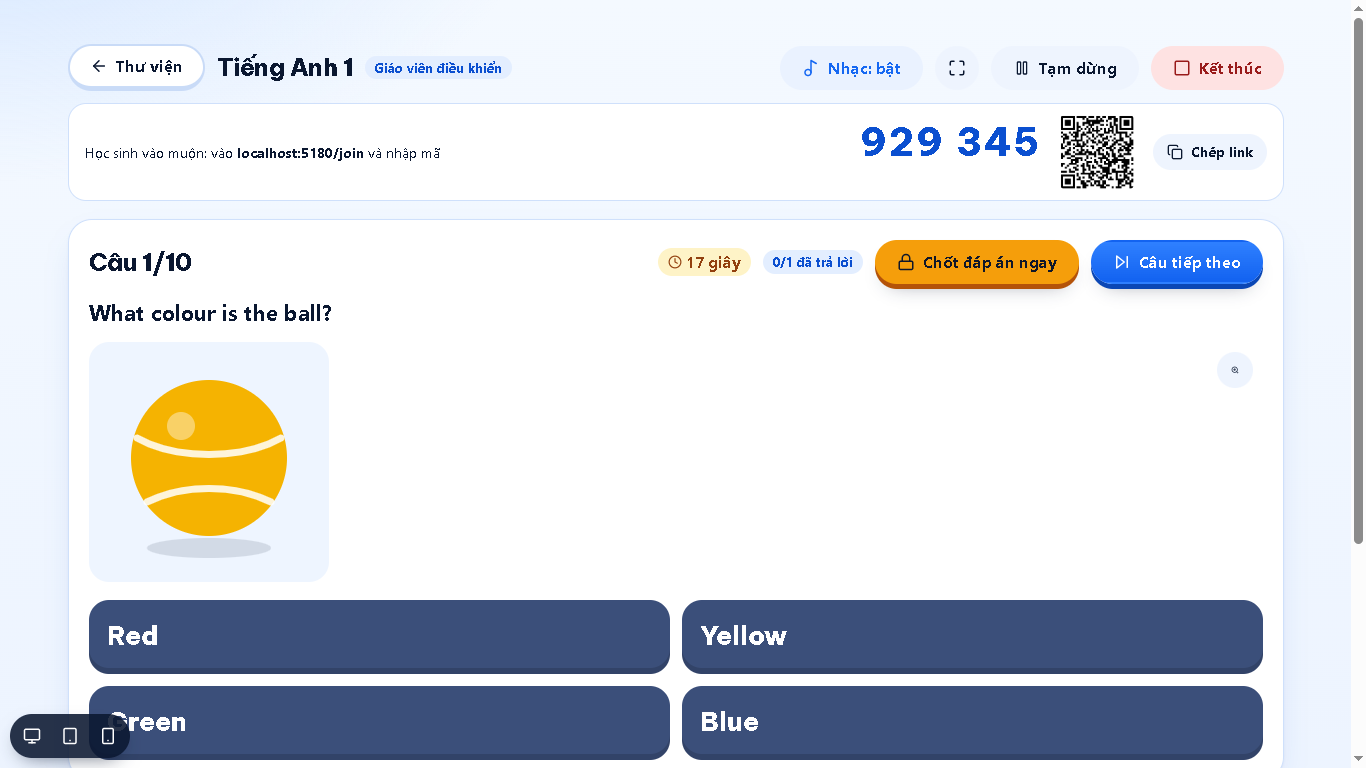 Thư viện
Tiếng Anh 1
Giáo viên điều khiển
Nhạc: bật
Tạm dừng
Kết thúc
Học sinh vào muộn: vào localhost:5180/join và nhập mã
929 345
Chép link
Câu 1/10
17 giây
0/1 đã trả lời
Chốt đáp án ngay
Câu tiếp theo
What colour is the ball?
Red
Yellow
Green
Blue